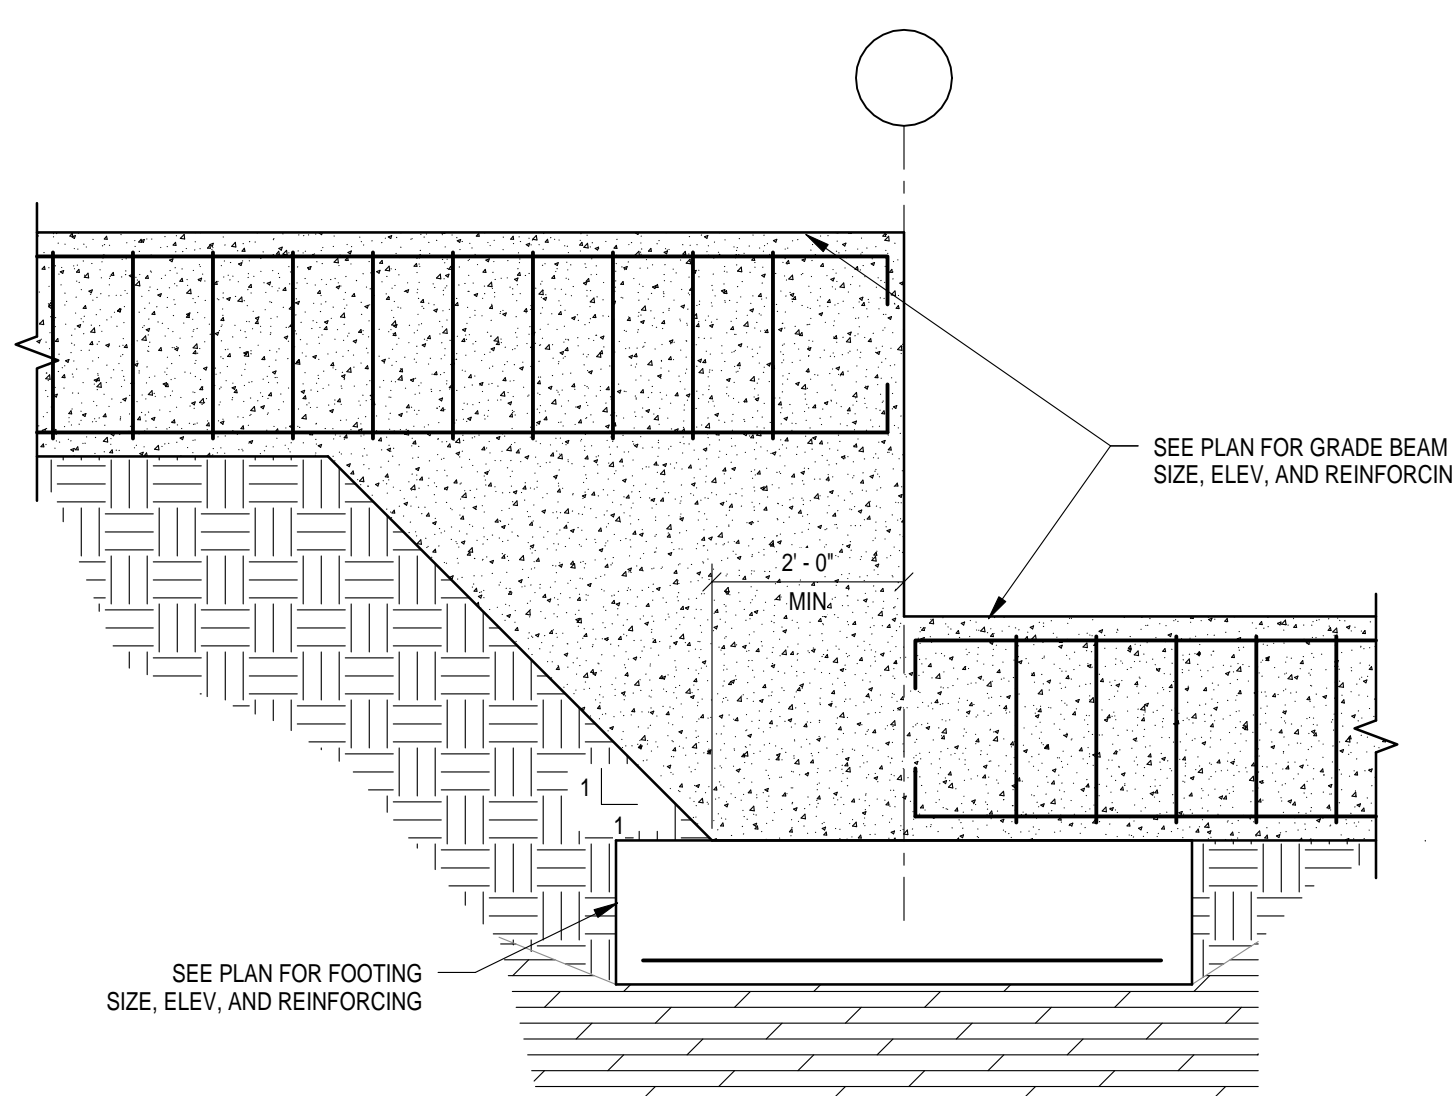 SEE PLAN FOR GRADE BEAM
SIZE, ELEV, AND REINFORCIN
2' - 0"
MIN.
1
1
SEE PLAN FOR FOOTING
SIZE, ELEV, AND REINFORCING